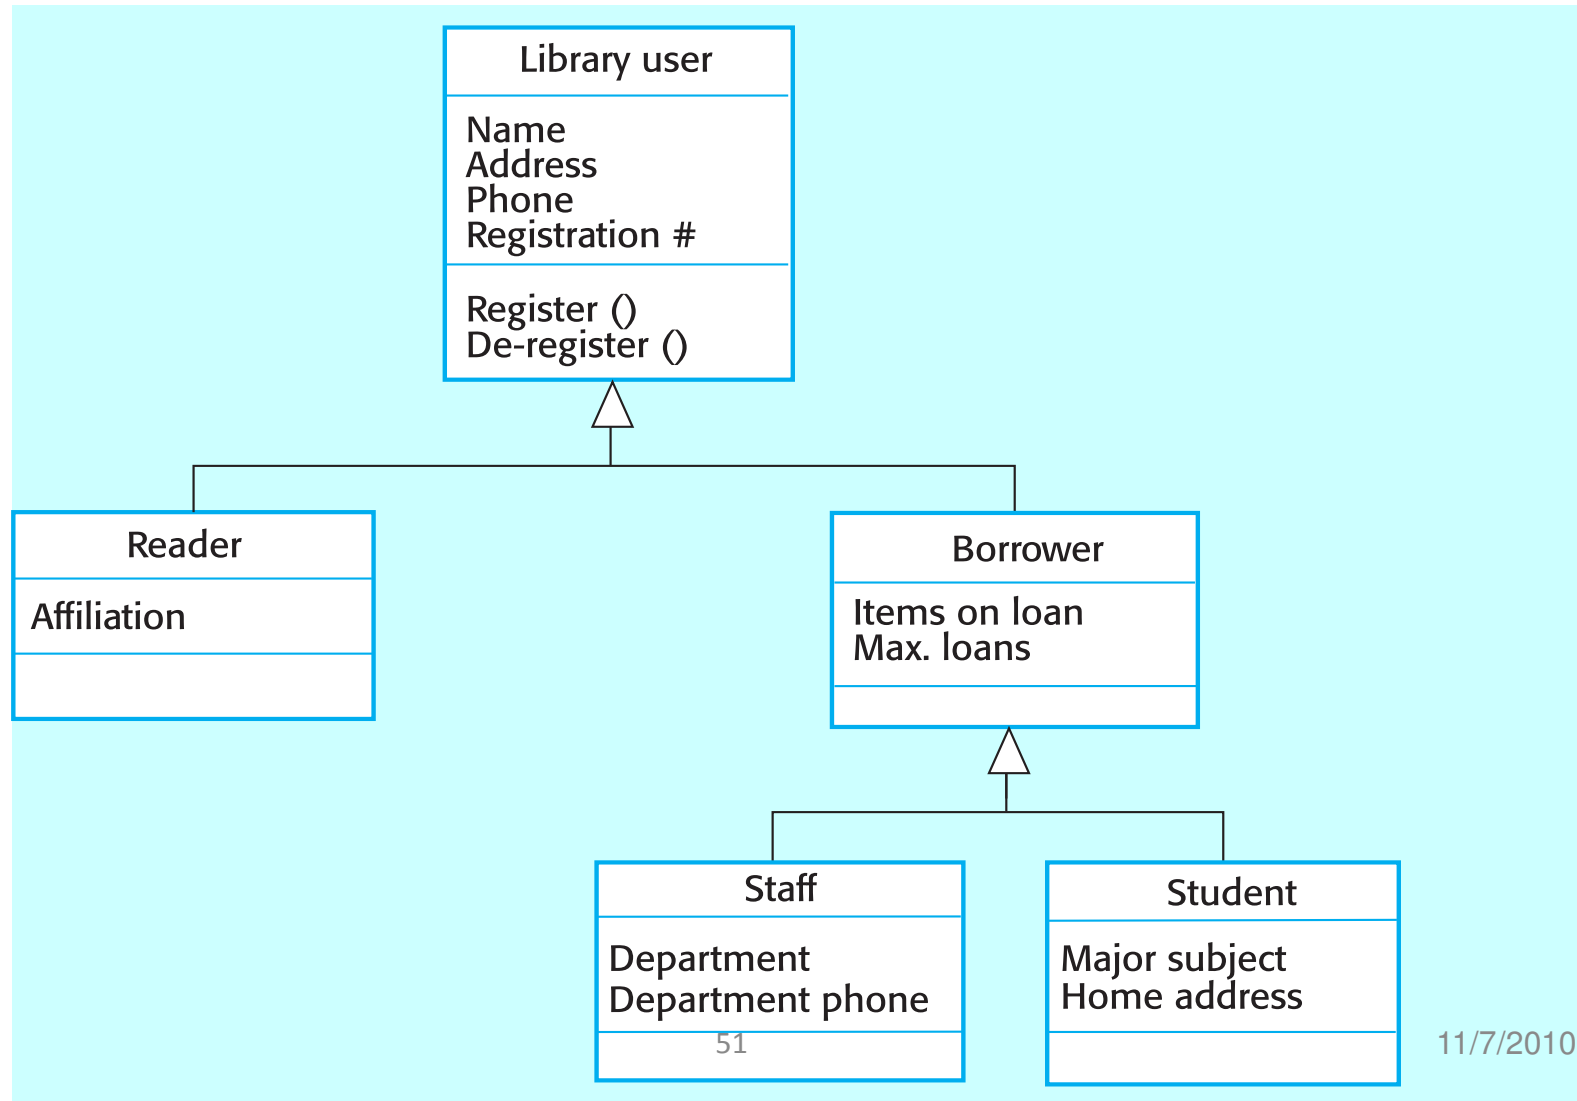 Library user
Name
Address
Phone
Registration #
Register ()
De-register ()
Reader
Affiliation
Borrower
Items on loan
Max. loans
Staff
Department
Department phone
Student
Major subject
Home address
51
11/7/2010